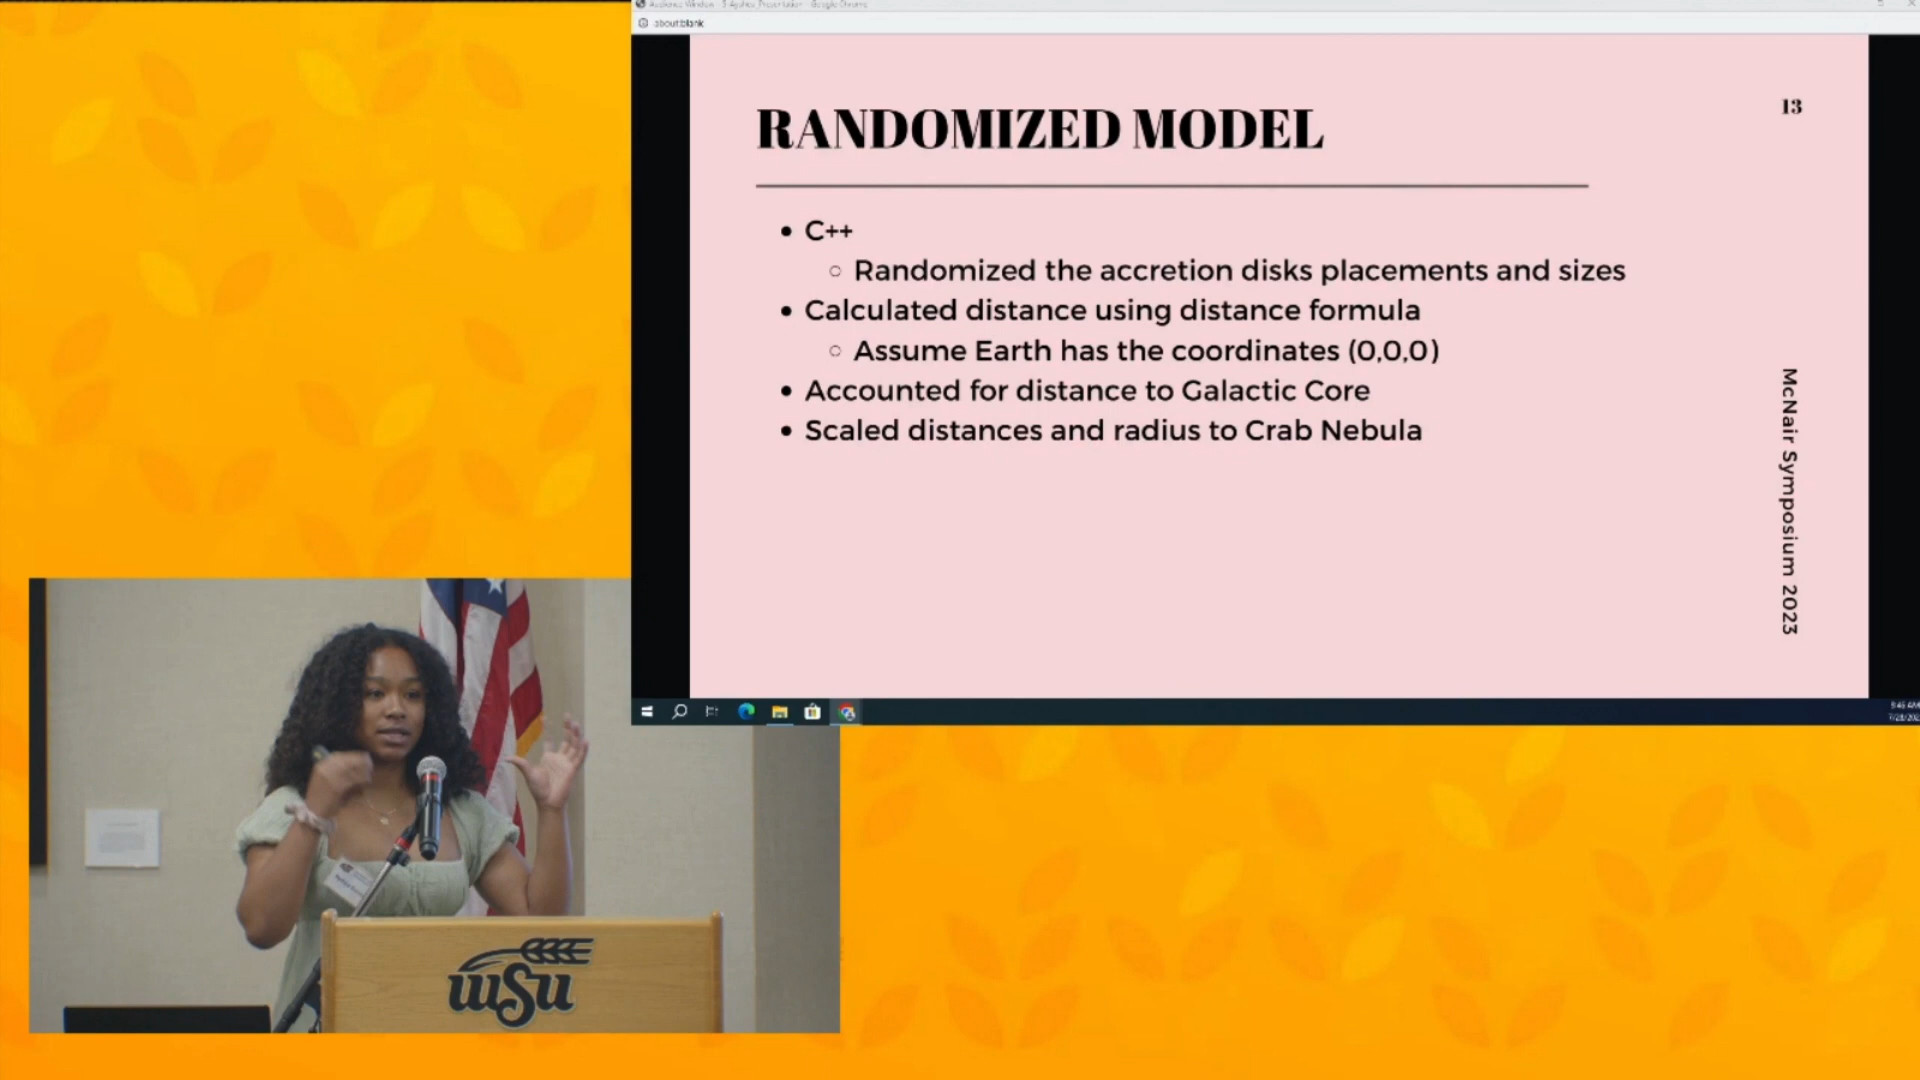 about:blank
RANDOMIZED MODEL
13
• C++
○ Randomized the accretion disks placements and sizes
• Calculated distance using distance formula
○ Assume Earth has the coordinates (0,0,0)
• Accounted for distance to Galactic Core
• Scaled distances and radius to Crab Nebula
McNair Symposium 2023
wsu